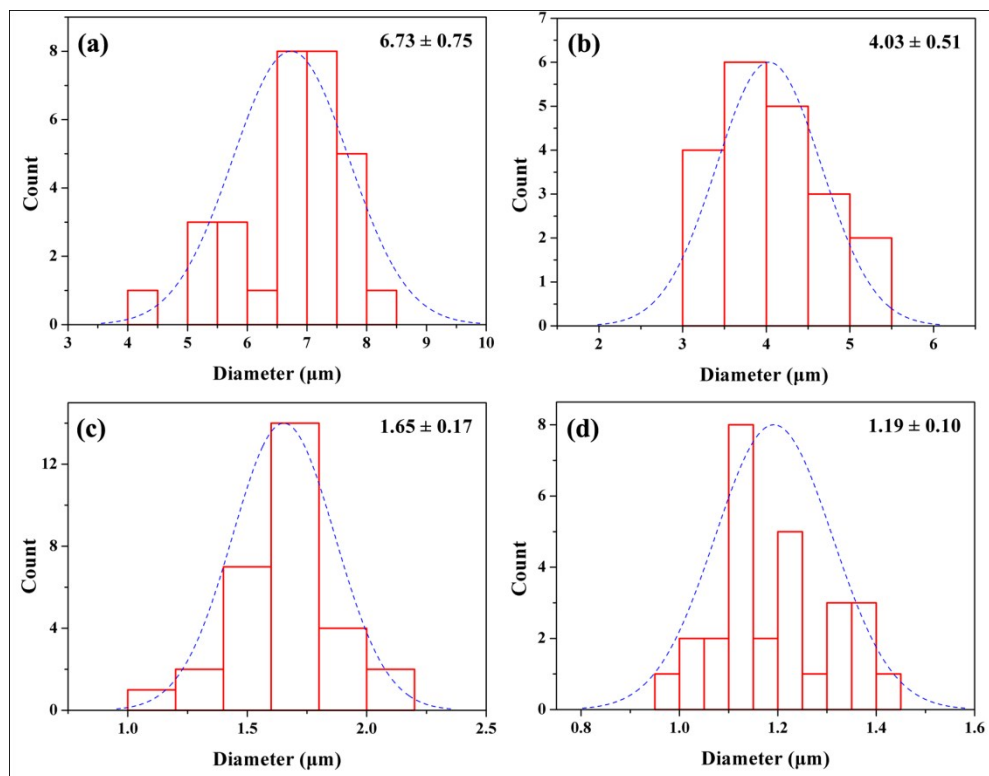 (a)
6.73 ± 0.75
Count
8
6
4
2
0
3 4 5 6 7 8 9 10
Diameter (μm)
(b)
4.03 ± 0.51
Count
7
6
5
4
3
2
1
0
2 3 4 5 6
Diameter (μm)
(c)
1.65 ± 0.17
Count
12
8
4
0
1.0 1.5 2.0 2.5
Diameter (μm)
(d)
1.19 ± 0.10
Count
8
6
4
2
0
0.8 1.0 1.2 1.4 1.6
Diameter (μm)